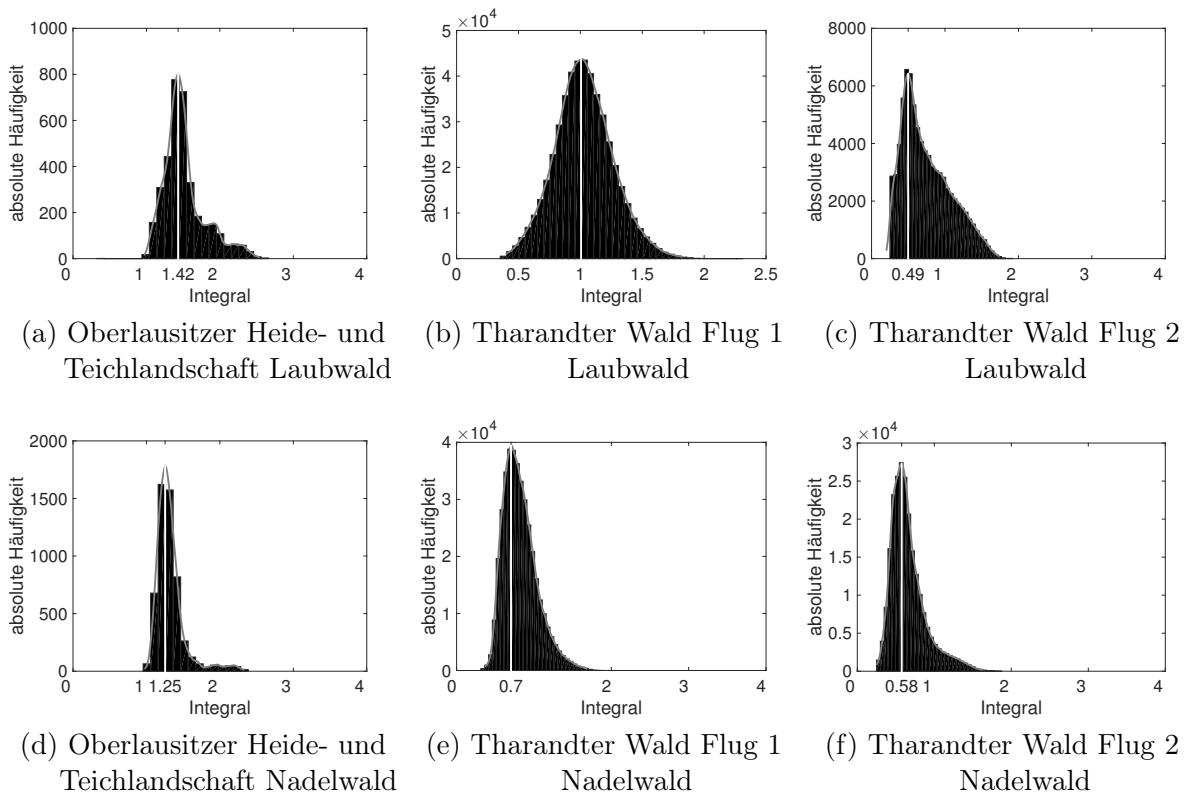 1000
800
600
400
200
0
absolute Häufigkeit
0 1 1.42 2 3 4
Integral
(a) Oberlausitzer Heide- und
Teichlandschaft Laubwald
×10^4
5
4
3
2
1
0
absolute Häufigkeit
0 0.5 1 1.5 2 2.5
Integral
(b) Tharandter Wald Flug 1
Laubwald
8000
6000
4000
2000
0
absolute Häufigkeit
0 0.49 1 2 3 4
Integral
(c) Tharandter Wald Flug 2
Laubwald
2000
1500
1000
500
0
absolute Häufigkeit
0 1 1.25 2 3 4
Integral
(d) Oberlausitzer Heide- und
Teichlandschaft Nadelwald
×10^4
4
3
2
1
0
absolute Häufigkeit
0 0.7 2 3 4
Integral
(e) Tharandter Wald Flug 1
Nadelwald
×10^4
3
2.5
2
1.5
1
0.5
0
absolute Häufigkeit
0 0.58 1 2 3 4
Integral
(f) Tharandter Wald Flug 2
Nadelwald